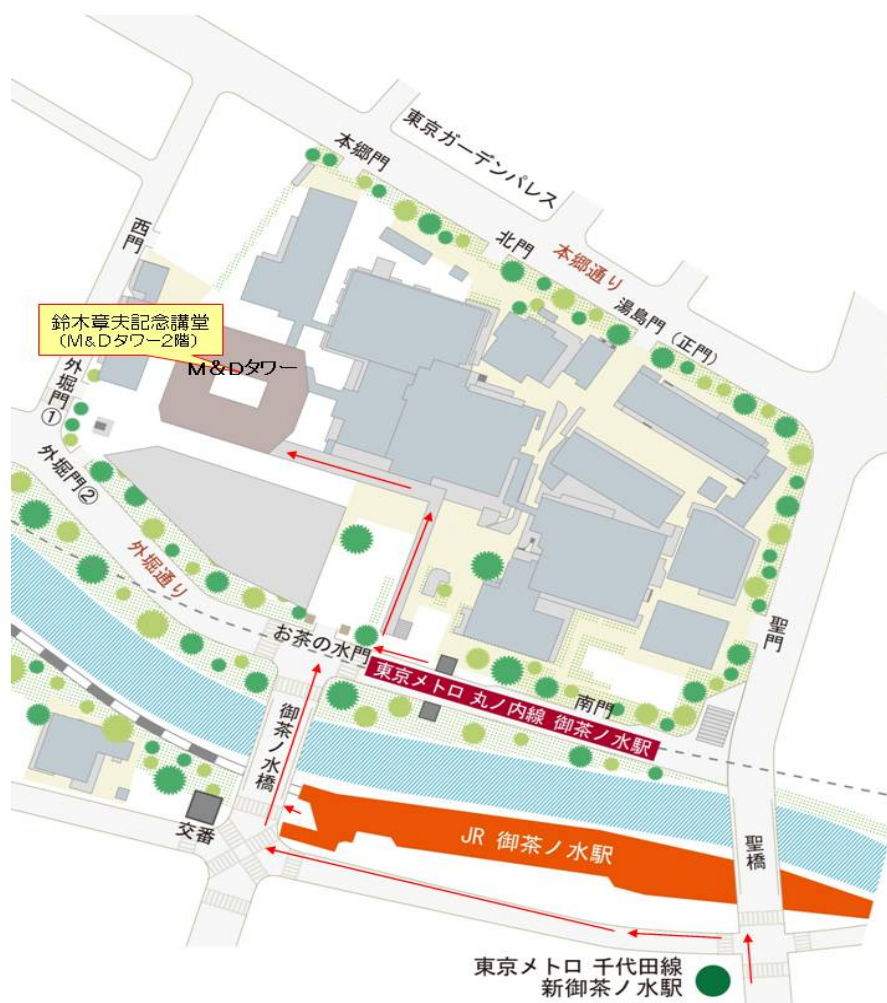 東京ガーデンパレス
本郷門
西門
北門
本郷通り
湯島門（正門）
鈴木章夫記念講堂
（M&Dタワー2階）
M＆Dタワー
外堀門①
外堀門②
外堀通り
お茶の水門
聖門
東京メトロ 丸ノ内線 御茶ノ水駅
南門
御茶ノ水橋
交番
JR 御茶ノ水駅
聖橋
東京メトロ 千代田線
新御茶ノ水駅